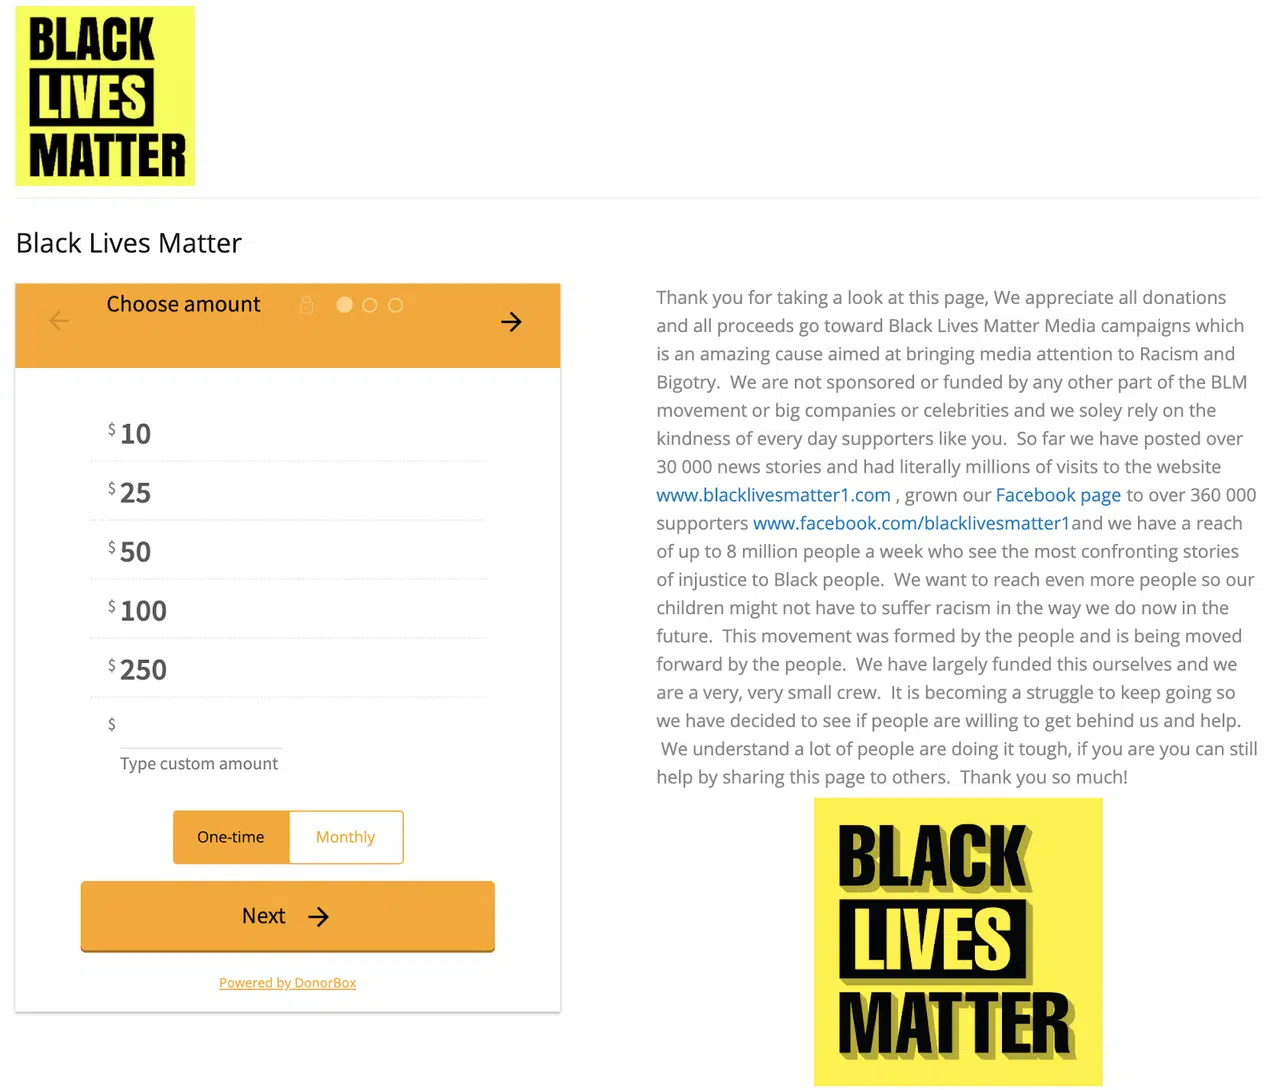 BLACK
LIVES
MATTER
Black Lives Matter
Choose amount
$ 10
$ 25
$ 50
$ 100
$ 250
$
Type custom amount
One-time Monthly
Next
Powered by DonorBox
Thank you for taking a look at this page, We appreciate all donations
and all proceeds go toward Black Lives Matter Media campaigns which
is an amazing cause aimed at bringing media attention to Racism and
Bigotry.  We are not sponsored or funded by any other part of the BLM
movement or big companies or celebrities and we soley rely on the
kindness of every day supporters like you.  So far we have posted over
30 000 news stories and had literally millions of visits to the website
www.blacklivesmatter1.com , grown our Facebook page to over 360 000
supporters www.facebook.com/blacklivesmatter1and we have a reach
of up to 8 million people a week who see the most confronting stories
of injustice to Black people.  We want to reach even more people so our
children might not have to suffer racism in the way we do now in the
future.  This movement was formed by the people and is being moved
forward by the people.  We have largely funded this ourselves and we
are a very, very small crew.  It is becoming a struggle to keep going so
we have decided to see if people are willing to get behind us and help.
We understand a lot of people are doing it tough, if you are you can still
help by sharing this page to others.  Thank you so much!
BLACK
LIVES
MATTER